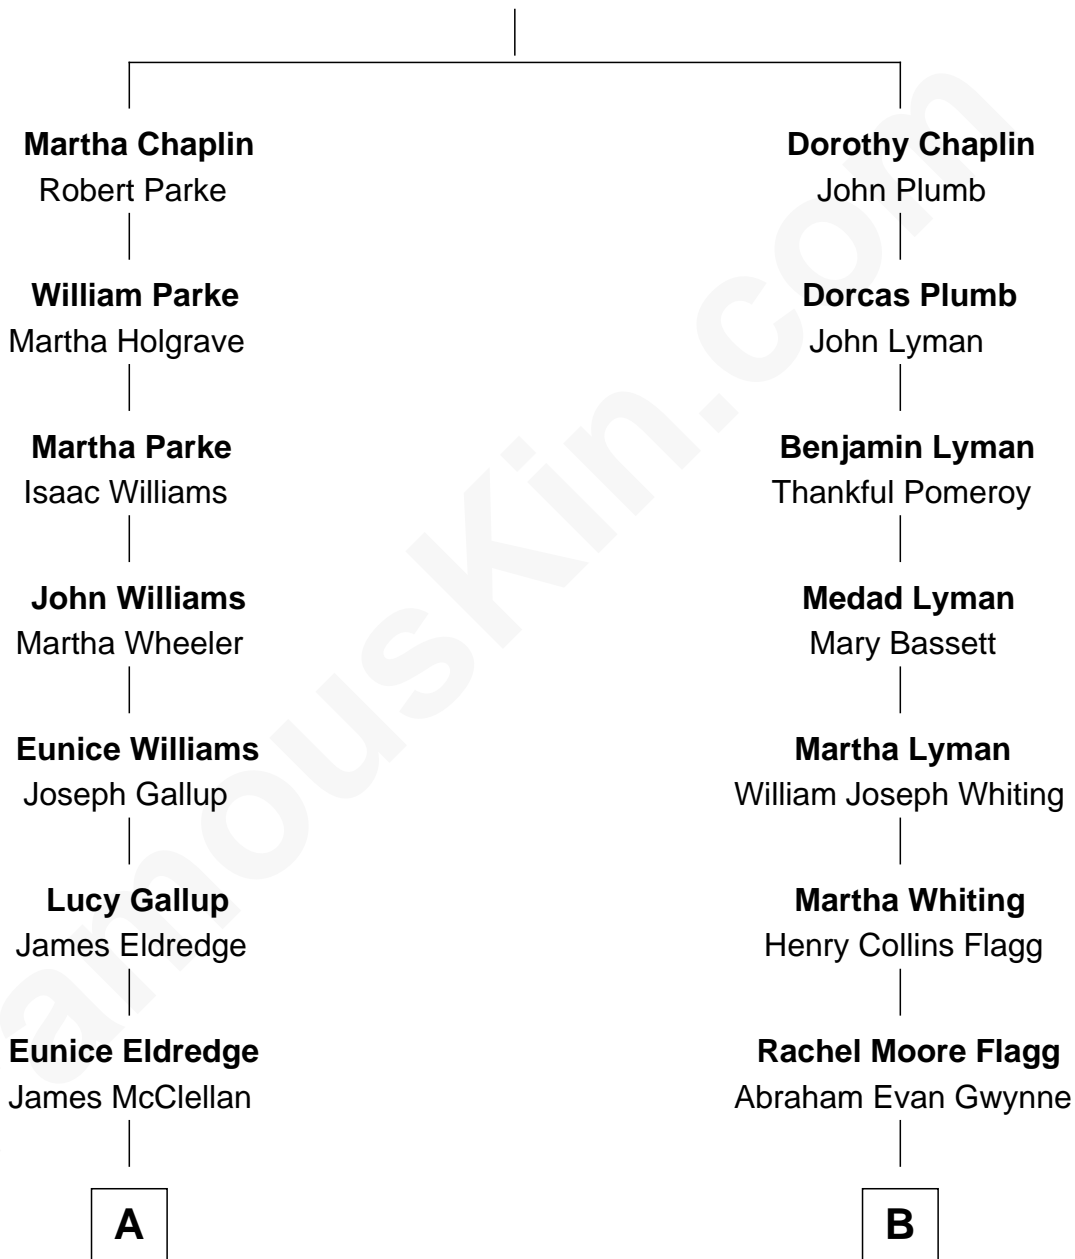 Martha Chaplin
Robert Parke
William Parke
Martha Holgrave
Martha Parke
Isaac Williams
John Williams
Martha Wheeler
Eunice Williams
Joseph Gallup
Lucy Gallup
James Eldredge
Eunice Eldredge
James McClellan
A
Dorothy Chaplin
John Plumb
Dorcas Plumb
John Lyman
Benjamin Lyman
Thankful Pomeroy
Medad Lyman
Mary Bassett
Martha Lyman
William Joseph Whiting
Martha Whiting
Henry Collins Flagg
Rachel Moore Flagg
Abraham Evan Gwynne
B
amouskin.com